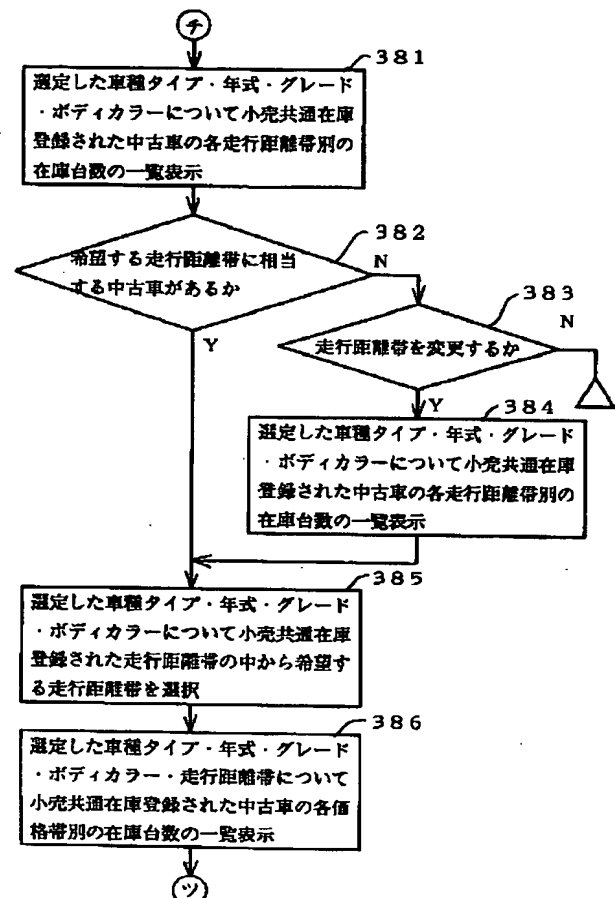 チ
381
選定した車種タイプ・年式・グレード
・ボディカラーについて小売共通在庫
登録された中古車の各走行距離帯別の
在庫台数の一覧表示
382
希望する走行距離帯に相当
する中古車があるか
N
Y
383
走行距離帯を変更するか
N
Y
384
選定した車種タイプ・年式・グレード
・ボディカラーについて小売共通在庫
登録された中古車の各走行距離帯別の
在庫台数の一覧表示
385
選定した車種タイプ・年式・グレード
・ボディカラーについて小売共通在庫
登録された走行距離帯の中から希望す
る走行距離帯を選択
386
選定した車種タイプ・年式・グレード
・ボディカラー・走行距離帯について
小売共通在庫登録された中古車の各価
格帯別の在庫台数の一覧表示
ツ